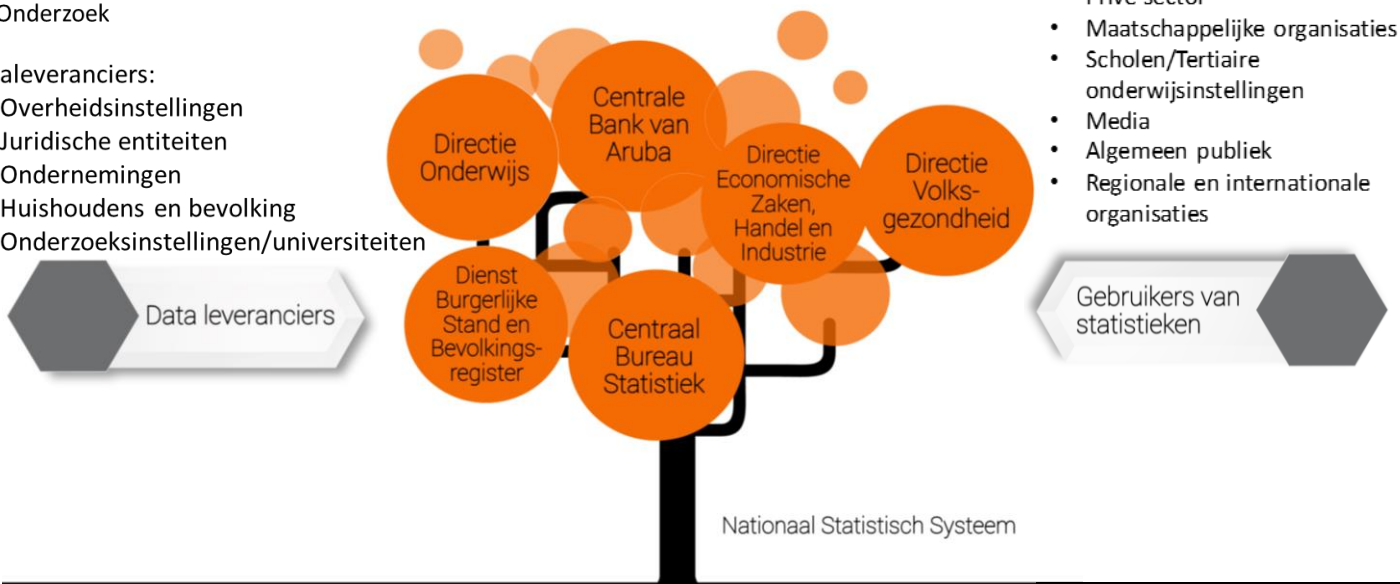 Onderzoek
aleveranciers:
Overheidsinstellingen
Juridische entiteiten
Ondernemingen
Huishoudens en bevolking
Onderzoeksinstellingen/universiteiten
Data leveranciers
Directie
Onderwijs
Centrale
Bank van
Aruba
Directie
Economische
Zaken,
Handel en
Industrie
Directie
Volks-
gezondheid
Dienst
Burgerlijke
Stand en
Bevolkings-
register
Centraal
Bureau
Statistiek
Nationaal Statistisch Systeem
Privé sector
• Maatschappelijke organisaties
• Scholen/Tertiaire
onderwijsinstellingen
• Media
• Algemeen publiek
• Regionale en internationale
organisaties
Gebruikers van
statistieken